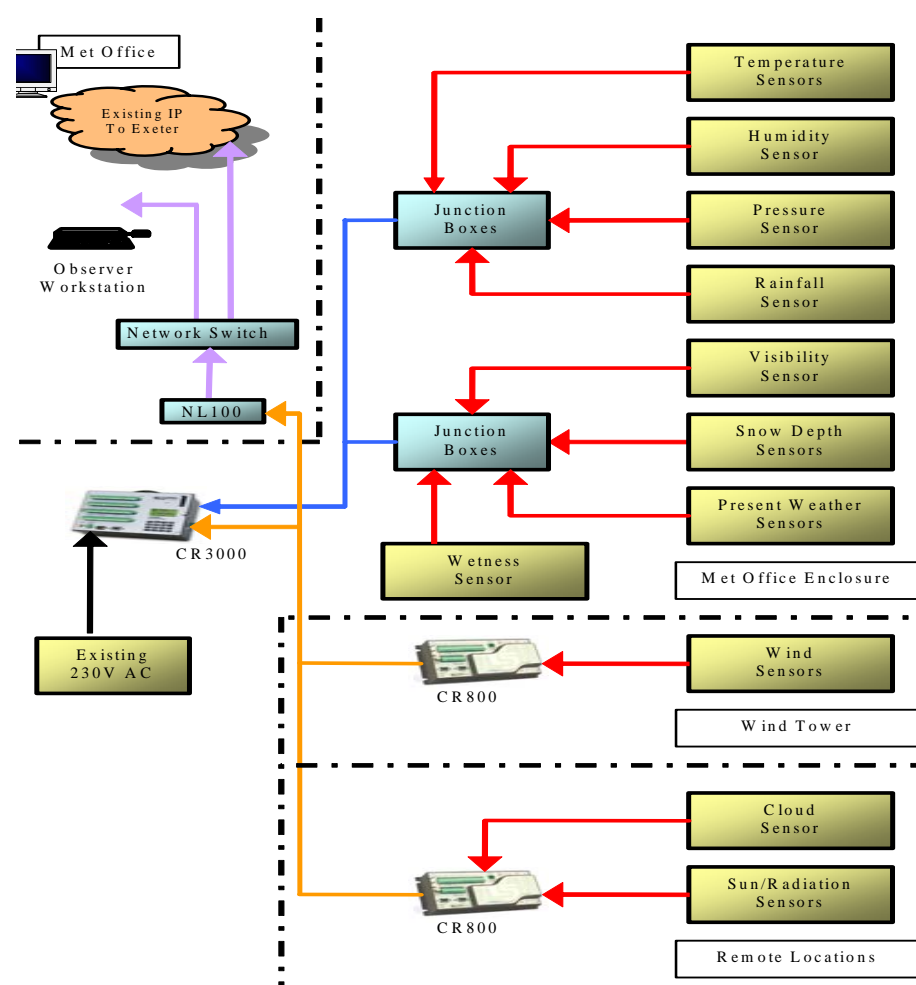 Met Office
Existing IP
To Exeter
Observer
Workstation
Network Switch
NL100
CR3000
Existing
230V AC
Temperature
Sensors
Humidity
Sensor
Junction
Boxes
Pressure
Sensor
Rainfall
Sensor
Visibility
Sensor
Junction
Boxes
Snow Depth
Sensors
Present Weather
Sensors
Wetness
Sensor
Met Office Enclosure
CR800
Wind
Sensors
Wind Tower
Cloud
Sensor
CR800
Sun/Radiation
Sensors
Remote Locations